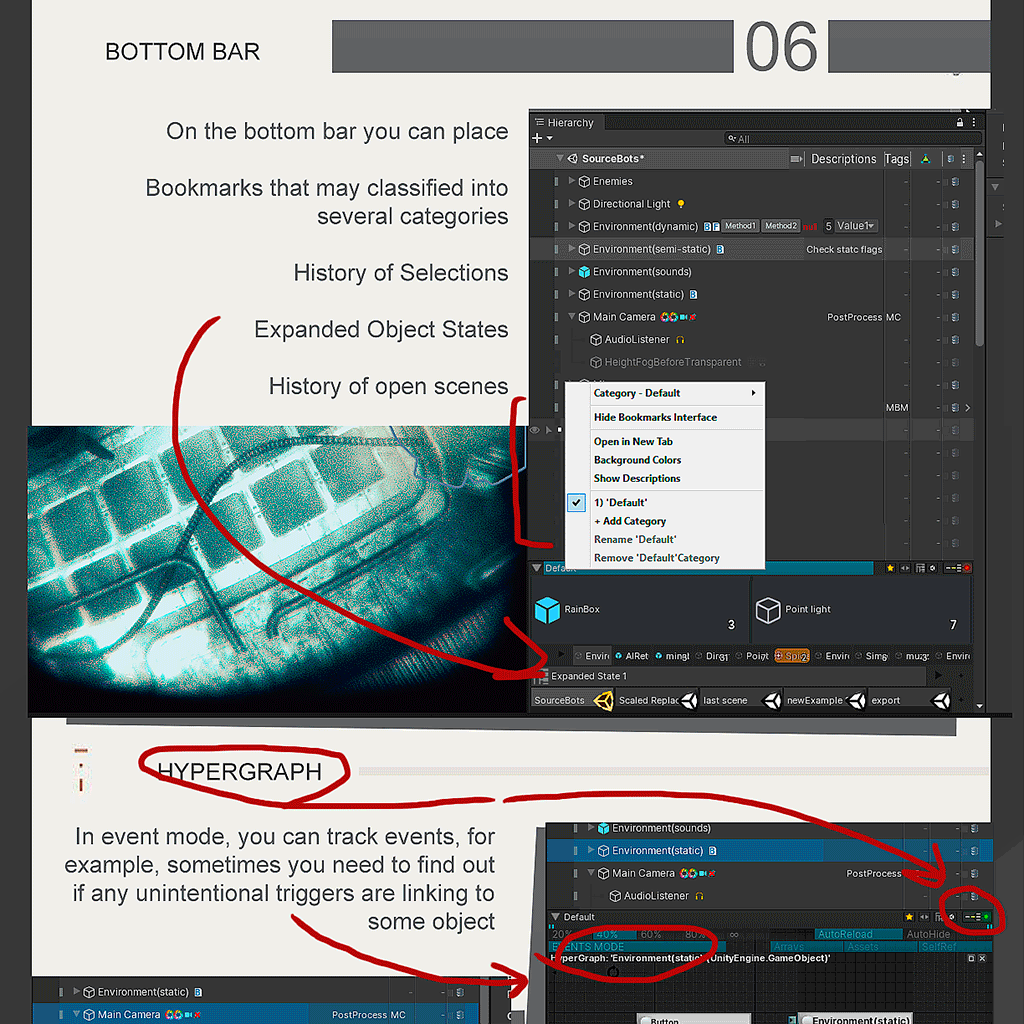 BOTTOM BAR
06
On the bottom bar you can place
Bookmarks that may classified into
several categories
History of Selections
Expanded Object States
History of open scenes
Hierarchy
All
SourceBots*
Descriptions
Tags
Enemies
Directional Light
Environment(dynamic)
Method1
Method2
5
Value1
Environment(semi-static)
Check statc flags
Environment(sounds)
Environment(static)
Main Camera
PostProcess MC
AudioListener
HeightFogBeforeTransparent
MBM
Category - Default
Hide Bookmarks Interface
Open in New Tab
Background Colors
Show Descriptions
1) 'Default'
+ Add Category
Rename 'Default'
Remove 'Default'Category
Default
RainBox
3
Point light
7
Envir
AIRet
Envir
Envir
Expanded State 1
SourceBots
Scaled Replac
last scene
newExample
export
HYPERGRAPH
In event mode, you can track events, for
example, sometimes you need to find out
if any unintentional triggers are linking to
some object
Environment(sounds)
Environment(static)
Main Camera
PostProcess
AudioListener
Default
20%
40%
60%
80%
AutoReload
AutoHide
EVENTS MODE
Arrays
Assets
SelfRef
HyperGraph: 'Environment(static) (UnityEngine.GameObject)'
Button
Environment(static)
Environment(static)
Main Camera
PostProcess MC